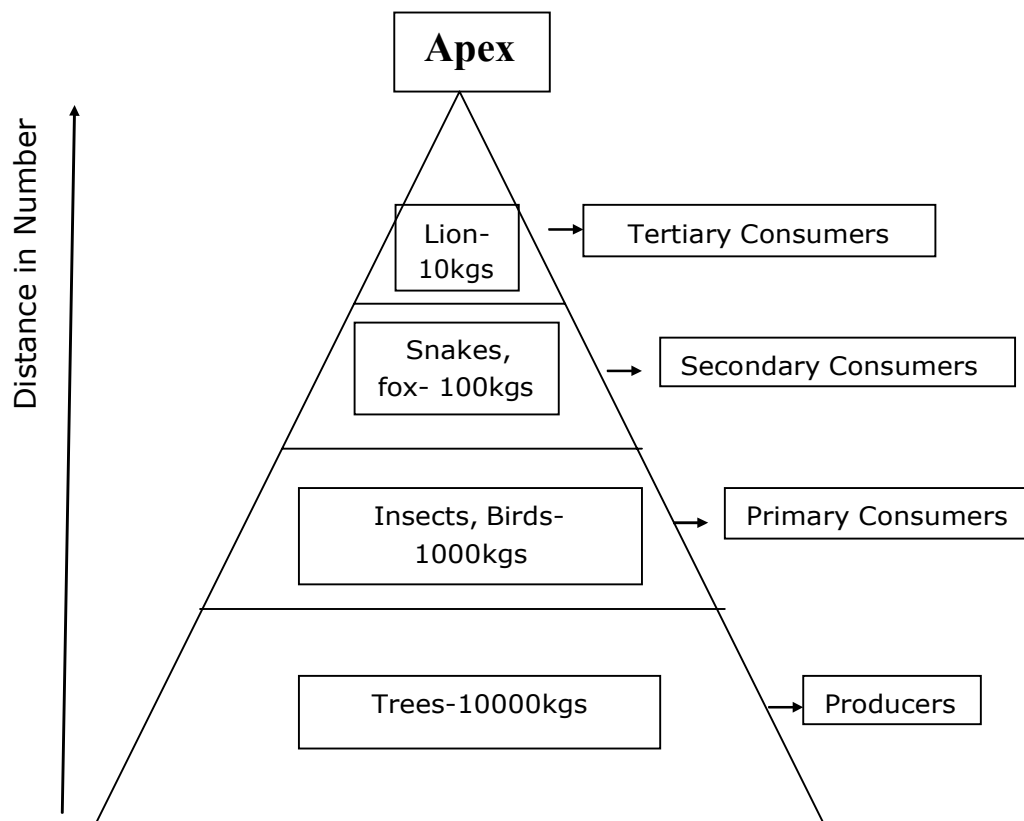 Apex
Distance in Number
Lion-
10kgs
Tertiary Consumers
Snakes,
fox- 100kgs
Secondary Consumers
Insects, Birds-
1000kgs
Primary Consumers
Trees-10000kgs
Producers